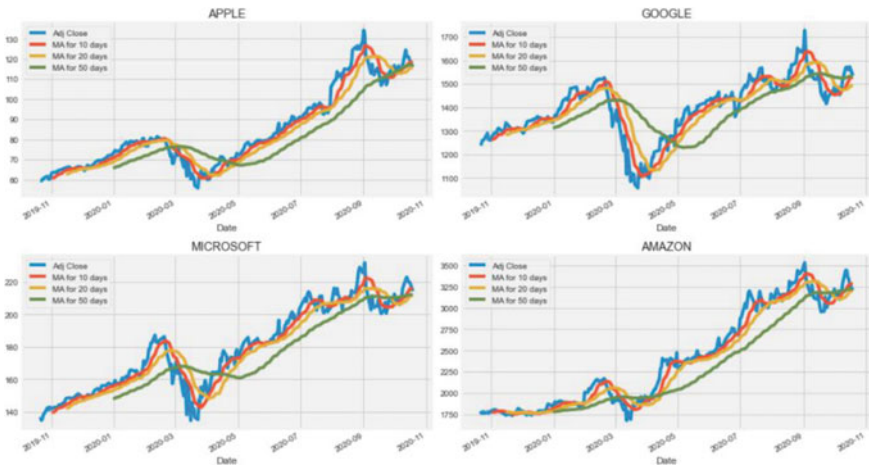 APPLE
Adj Close
MA for 10 days
MA for 20 days
MA for 50 days
130
120
110
100
90
80
70
60
2019-11
2020-01
2020-03
2020-05
2020-07
2020-09
2020-11
Date
GOOGLE
Adj Close
MA for 10 days
MA for 20 days
MA for 50 days
1700
1600
1500
1400
1300
1200
1100
2019-11
2020-01
2020-03
2020-05
2020-07
2020-09
2020-11
Date
MICROSOFT
Adj Close
MA for 10 days
MA for 20 days
MA for 50 days
220
200
180
160
140
2019-11
2020-01
2020-03
2020-05
2020-07
2020-09
2020-11
Date
AMAZON
Adj Close
MA for 10 days
MA for 20 days
MA for 50 days
3500
3250
3000
2750
2500
2250
2000
1750
2019-11
2020-01
2020-03
2020-05
2020-07
2020-09
2020-11
Date